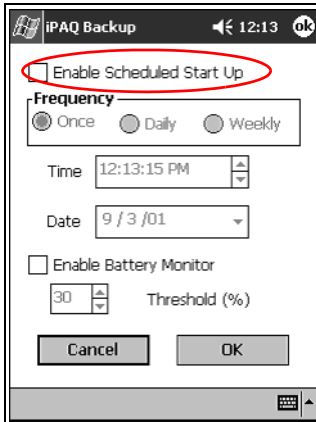 iPAQ Backup 12:13 ok
Enable Scheduled Start Up
Frequency
Once Daily Weekly
Time 12:13:15 PM
Date 9 / 3 /01
Enable Battery Monitor
30 Threshold (%)
Cancel OK